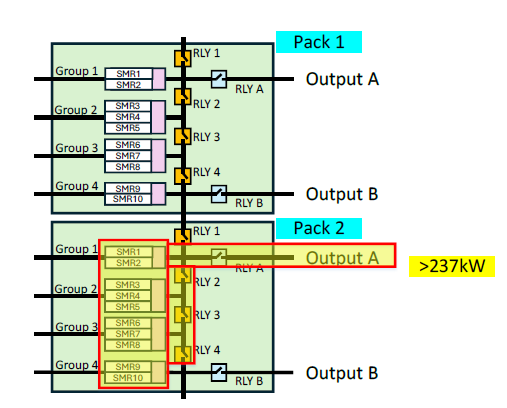 Pack 1
RLY 1
Group 1
SMR1
SMR2
RLY A
Output A
Group 2
SMR3
SMR4
SMR5
RLY 2
Group 3
SMR6
SMR7
SMR8
RLY 3
RLY 4
Group 4
SMR9
SMR10
RLY B
Output B
Pack 2
RLY 1
Group 1
SMR1
SMR2
RLY A
Output A
>237kW
Group 2
SMR3
SMR4
SMR5
RLY 2
Group 3
SMR6
SMR7
SMR8
RLY 3
RLY 4
Group 4
SMR9
SMR10
RLY B
Output B